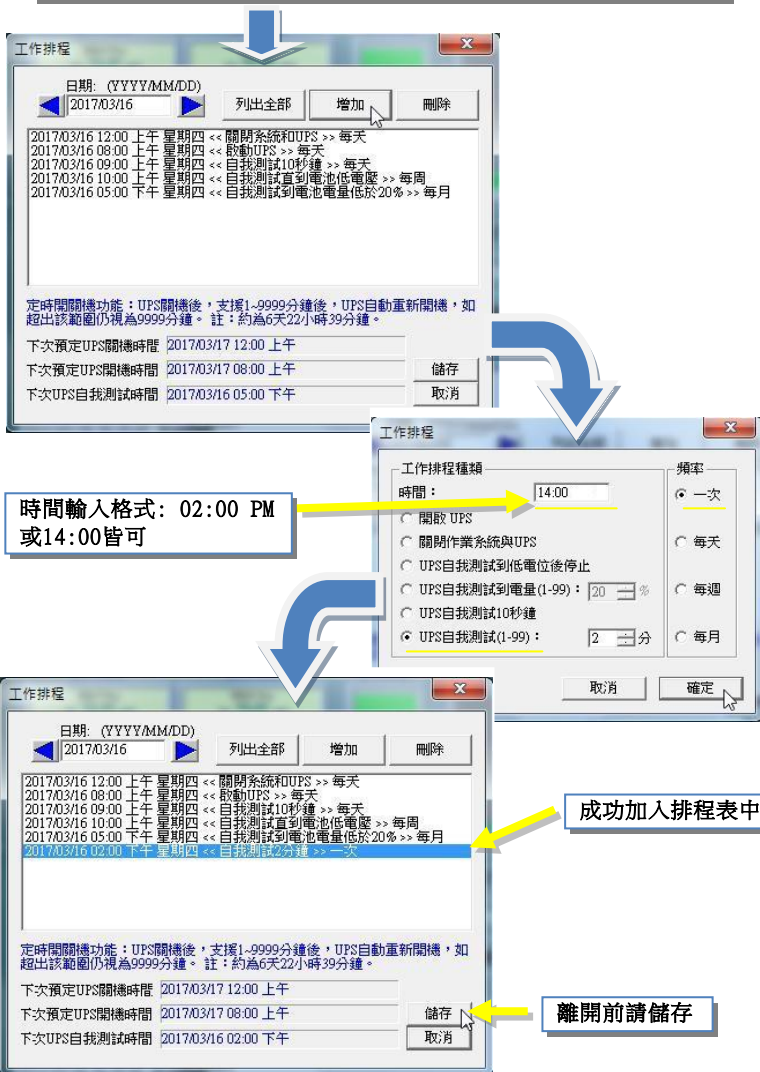 工作排程
日期: (YYYY/MM/DD)
2017/03/16
列出全部
增加
刪除
2017/03/16 12:00 上午 星期四 << 關閉系統和UPS >> 每天
2017/03/16 08:00 上午 星期四 << 啟動UPS >> 每天
2017/03/16 09:00 上午 星期四 << 自我測試10秒鐘 >> 每天
2017/03/16 10:00 上午 星期四 << 自我測試直到電池低電壓 >> 每周
2017/03/16 05:00 下午 星期四 << 自我測試到電池電量低於20% >> 每月
定時開關機功能：UPS關機後，支援1~9999分鐘後，UPS自動重新開機，如
超出該範圍仍視為9999分鐘。 註：約為6天22小時39分鐘。
下次預定UPS關機時間 2017/03/17 12:00 上午
下次預定UPS開機時間 2017/03/17 08:00 上午
儲存
下次UPS自我測試時間 2017/03/16 05:00 下午
取消
工作排程
工作排程種類
頻率
時間：
14:00
一次
開啟 UPS
關閉作業系統與UPS
每天
UPS自我測試到低電位後停止
UPS自我測試到電量(1-99)： 20 %
每週
UPS自我測試10秒鐘
UPS自我測試(1-99)： 2 分
每月
取消
確定
時間輸入格式: 02:00 PM
或14:00皆可
工作排程
日期: (YYYY/MM/DD)
2017/03/16
列出全部
增加
刪除
2017/03/16 12:00 上午 星期四 << 關閉系統和UPS >> 每天
2017/03/16 08:00 上午 星期四 << 啟動UPS >> 每天
2017/03/16 09:00 上午 星期四 << 自我測試10秒鐘 >> 每天
2017/03/16 10:00 上午 星期四 << 自我測試直到電池低電壓 >> 每周
2017/03/16 05:00 下午 星期四 << 自我測試到電池電量低於20% >> 每月
2017/03/16 02:00 下午 星期四 << 自我測試2分鐘 >> 一次
成功加入排程表中
定時開關機功能：UPS關機後，支援1~9999分鐘後，UPS自動重新開機，如
超出該範圍仍視為9999分鐘。 註：約為6天22小時39分鐘。
下次預定UPS關機時間 2017/03/17 12:00 上午
下次預定UPS開機時間 2017/03/17 08:00 上午
儲存
下次UPS自我測試時間 2017/03/16 02:00 下午
取消
離開前請儲存